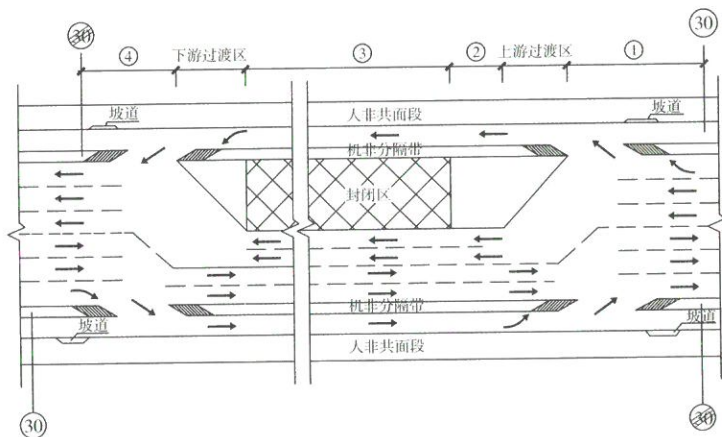 30 ④ 下游过渡区 ③ ② 上游过渡区 ① 30
坡道 人非共面段 坡道
机非分隔带
封闭区
机非分隔带
坡道 人非共面段 坡道
30 30